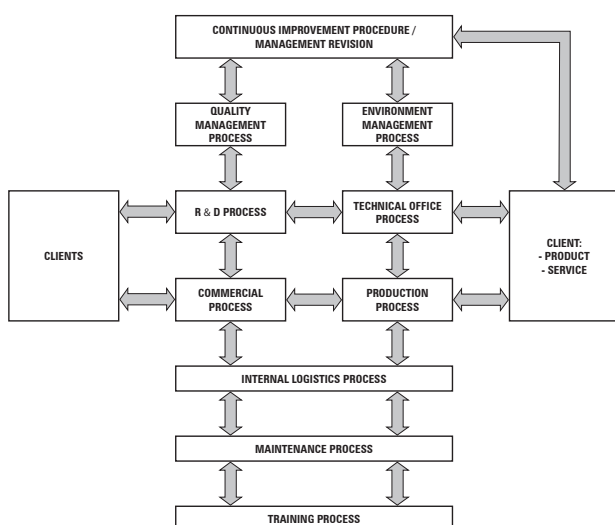 CONTINUOUS IMPROVEMENT PROCEDURE /
MANAGEMENT REVISION
QUALITY
MANAGEMENT
PROCESS
ENVIRONMENT
MANAGEMENT
PROCESS
CLIENTS
R & D PROCESS
TECHNICAL OFFICE
PROCESS
CLIENT:
- PRODUCT
- SERVICE
COMMERCIAL
PROCESS
PRODUCTION
PROCESS
INTERNAL LOGISTICS PROCESS
MAINTENANCE PROCESS
TRAINING PROCESS